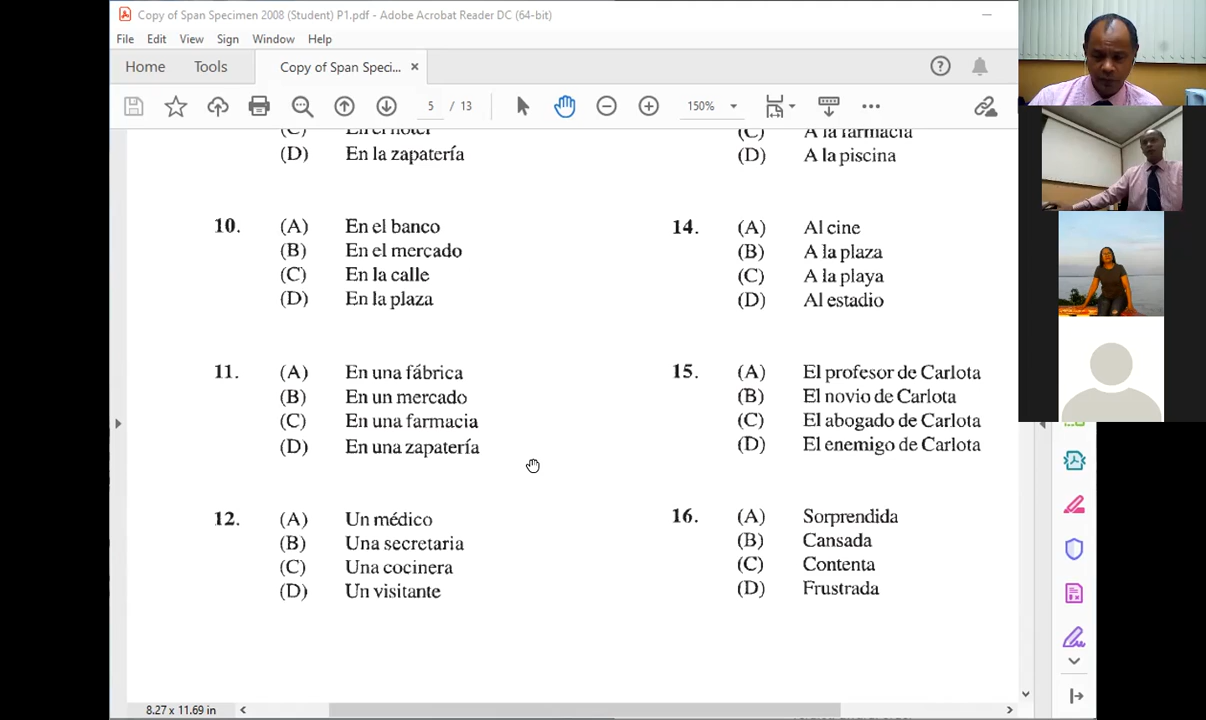 Copy of Span Specimen 2008 (Student) P1.pdf - Adobe Acrobat Reader DC (64-bit)
File Edit View Sign Window Help
Home Tools Copy of Span Speci... ×
5 / 13 150%
(C) En el hotel
(D) En la zapatería
10. (A) En el banco
(B) En el mercado
(C) En la calle
(D) En la plaza
11. (A) En una fábrica
(B) En un mercado
(C) En una farmacia
(D) En una zapatería
12. (A) Un médico
(B) Una secretaria
(C) Una cocinera
(D) Un visitante
(C) A la farmacia
(D) A la piscina
14. (A) Al cine
(B) A la plaza
(C) A la playa
(D) Al estadio
15. (A) El profesor de Carlota
(B) El novio de Carlota
(C) El abogado de Carlota
(D) El enemigo de Carlota
16. (A) Sorprendida
(B) Cansada
(C) Contenta
(D) Frustrada
8.27 x 11.69 in